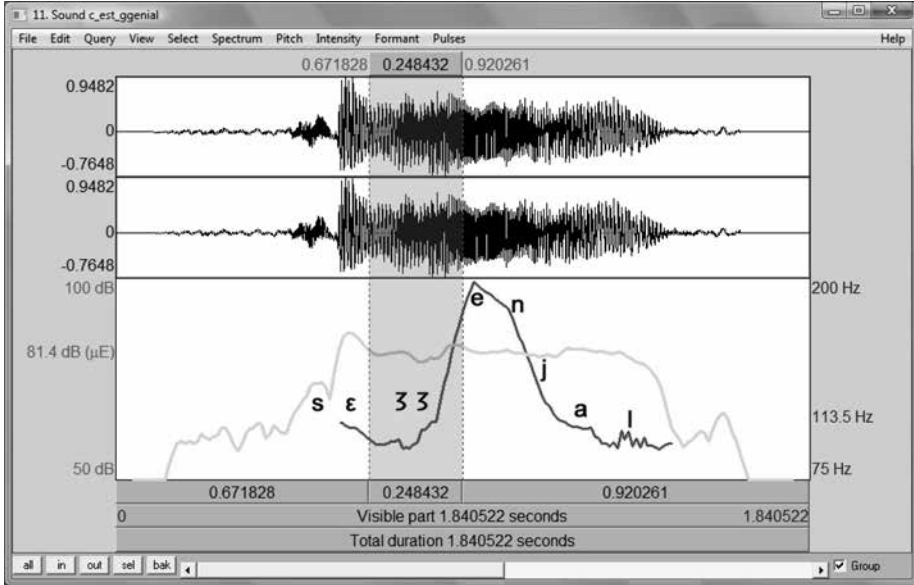 11. Sound c_est_ggenial
File Edit Query View Select Spectrum Pitch Intensity Formant Pulses Help
0.671828 0.248432 0.920261
0.9482
0
-0.7648
0.9482
0
-0.7648
100 dB 200 Hz
e n
81.4 dB (µE)
j
s ɛ ʒ ʒ a l 113.5 Hz
50 dB 75 Hz
0.671828 0.248432 0.920261
0 Visible part 1.840522 seconds 1.840522
Total duration 1.840522 seconds
all in out sel bak Group